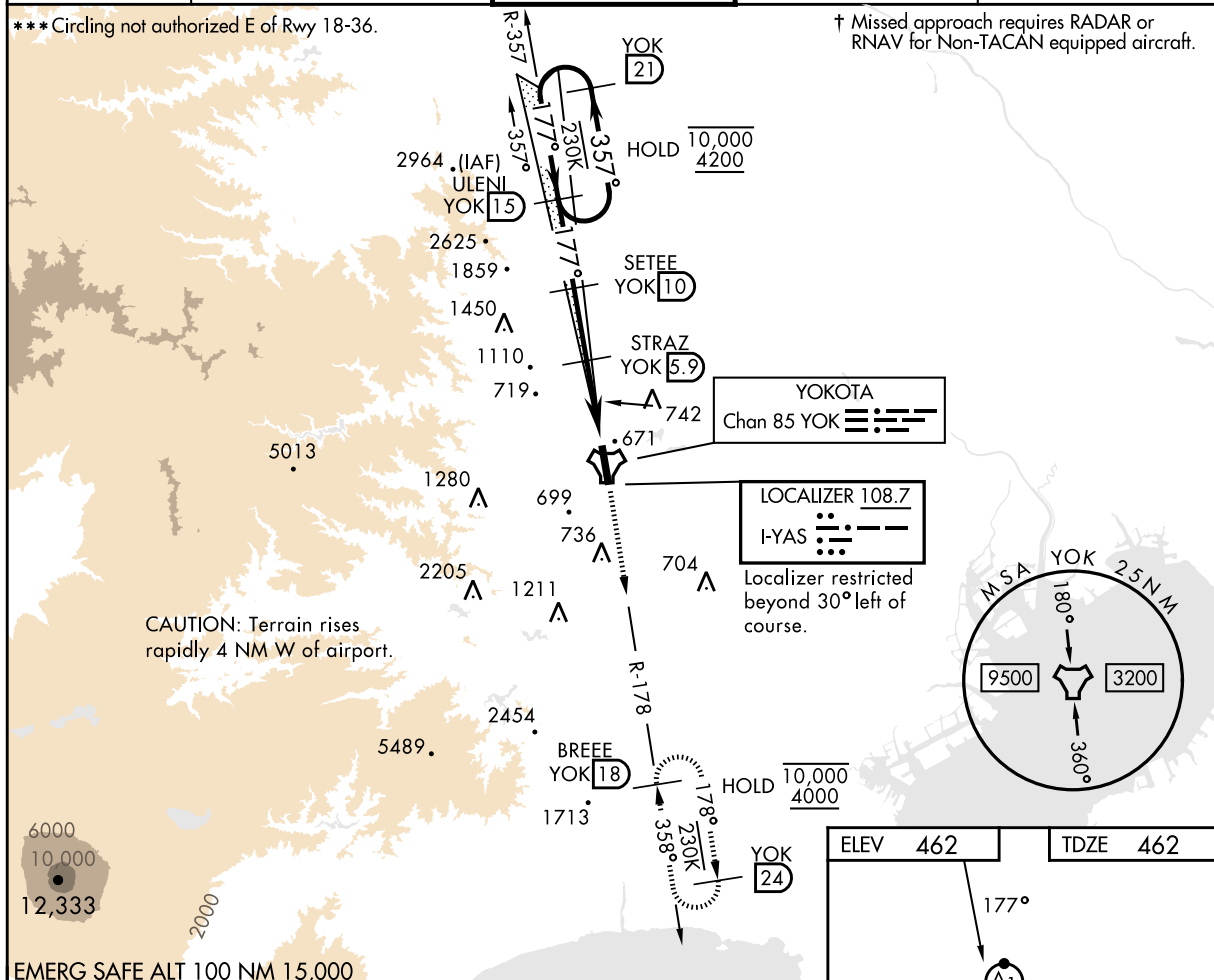 ***Circling not authorized E of Rwy 18-36.
† Missed approach requires RADAR or
RNAV for Non-TACAN equipped aircraft.
R-357
YOK
21
177°
230K
357°
357°
HOLD
10,000
4200
2964
(IAF)
ULENI
YOK 15
2625
1859
177°
SETEE
YOK 10
1450
1110
STRAZ
YOK 5.9
719
742
YOKOTA
Chan 85 YOK
671
5013
1280
699
LOCALIZER 108.7
I-YAS
736
704
2205
1211
Localizer restricted
beyond 30° left of
course.
CAUTION: Terrain rises
rapidly 4 NM W of airport.
MSA YOK 25NM
180°
9500
3200
360°
R-178
2454
5489
BREEE
YOK 18
HOLD
10,000
4000
1713
178°
230K
358°
YOK
24
6000
10,000
12,333
2000
ELEV 462
TDZE 462
177°
EMERG SAFE ALT 100 NM 15,000